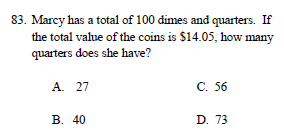 83. Marcy has a total of 100 dimes and quarters. If
the total value of the coins is $14.05, how many
quarters does she have?
A. 27
C. 56
B. 40
D. 73